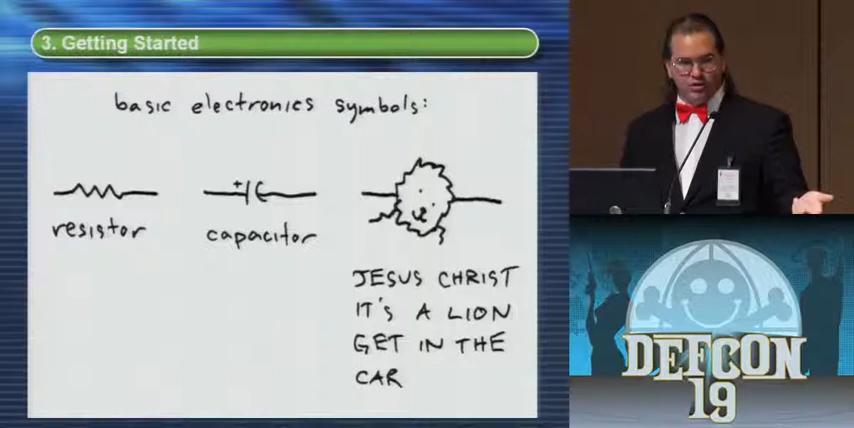 3. Getting Started
basic electronics symbols:
+
resistor
capacitor
JESUS CHRIST
IT'S A LION
GET IN THE
CAR
DEFCON
19